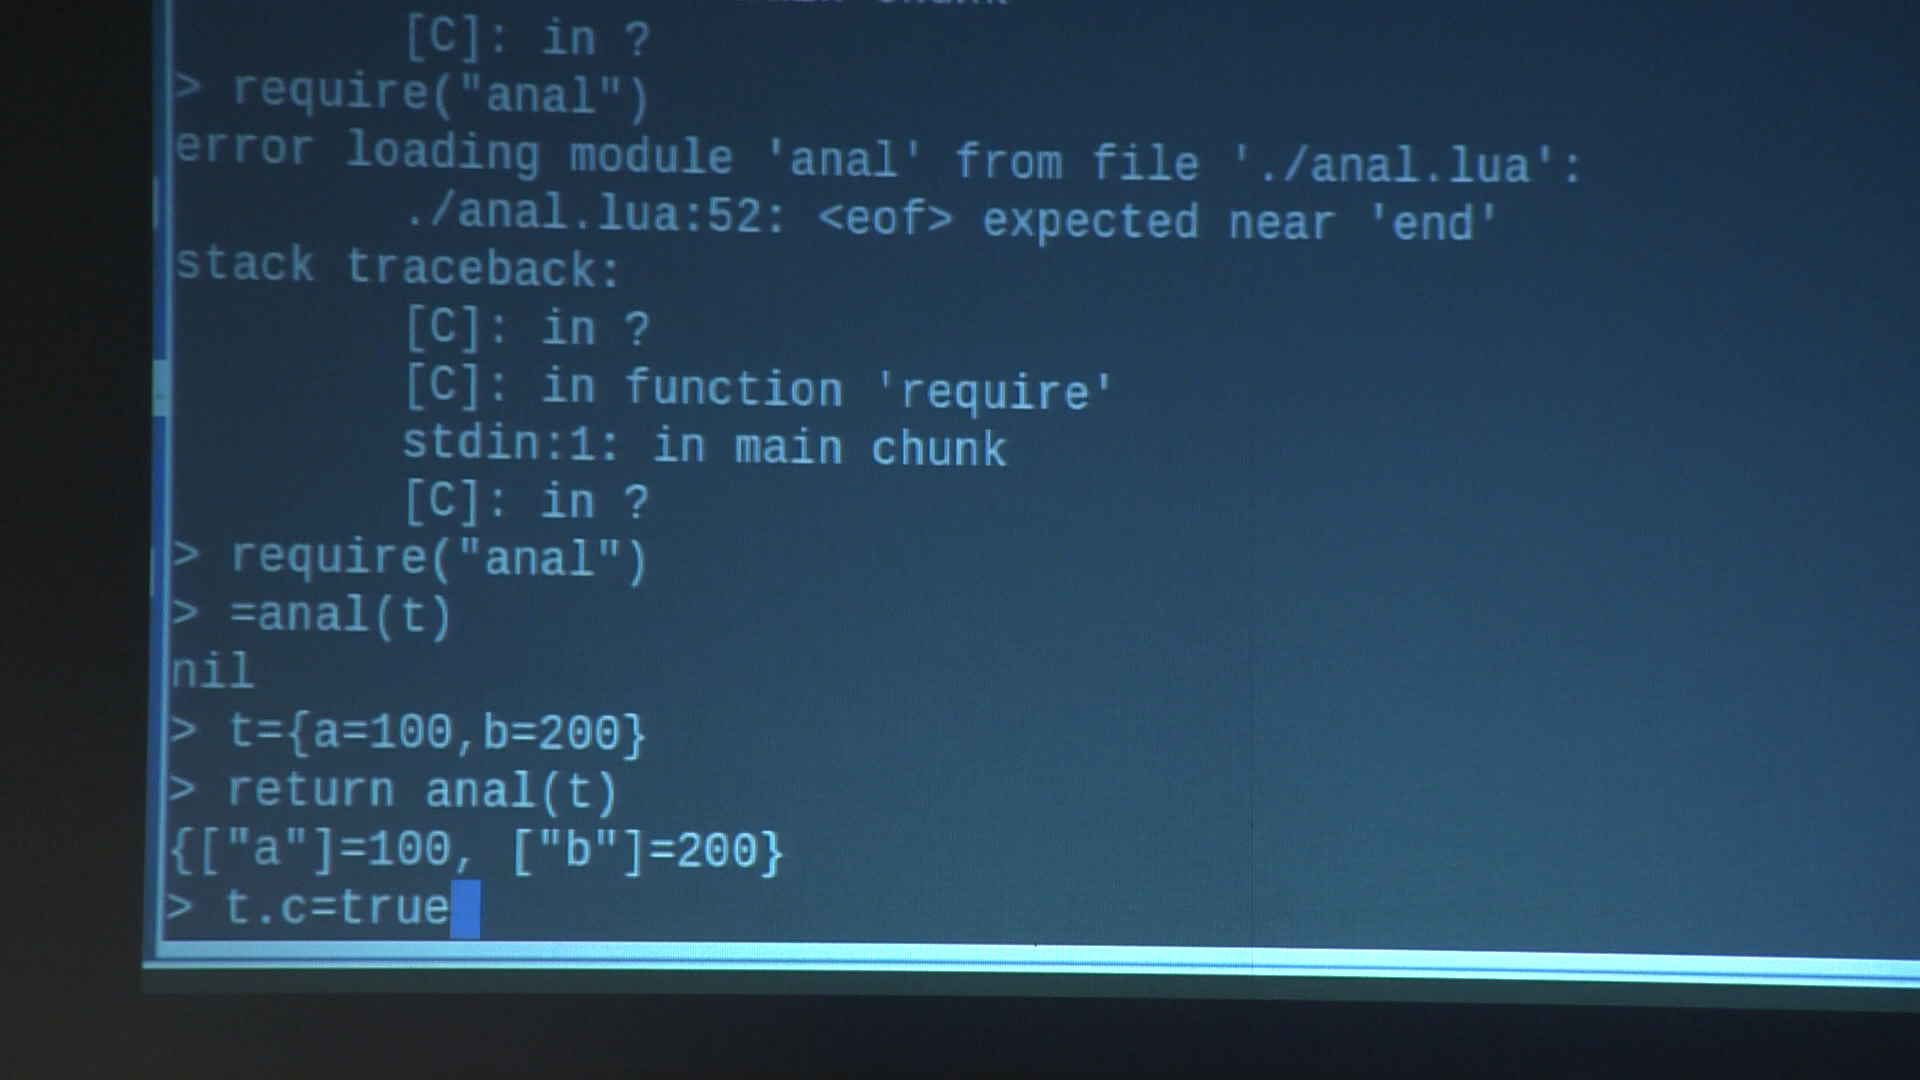 [C]: in ?
> require("anal")
error loading module 'anal' from file './anal.lua':
./anal.lua:52: <eof> expected near 'end'
stack traceback:
[C]: in ?
[C]: in function 'require'
stdin:1: in main chunk
[C]: in ?
> require("anal")
> =anal(t)
nil
> t={a=100,b=200}
> return anal(t)
{["a"]=100, ["b"]=200}
> t.c=true